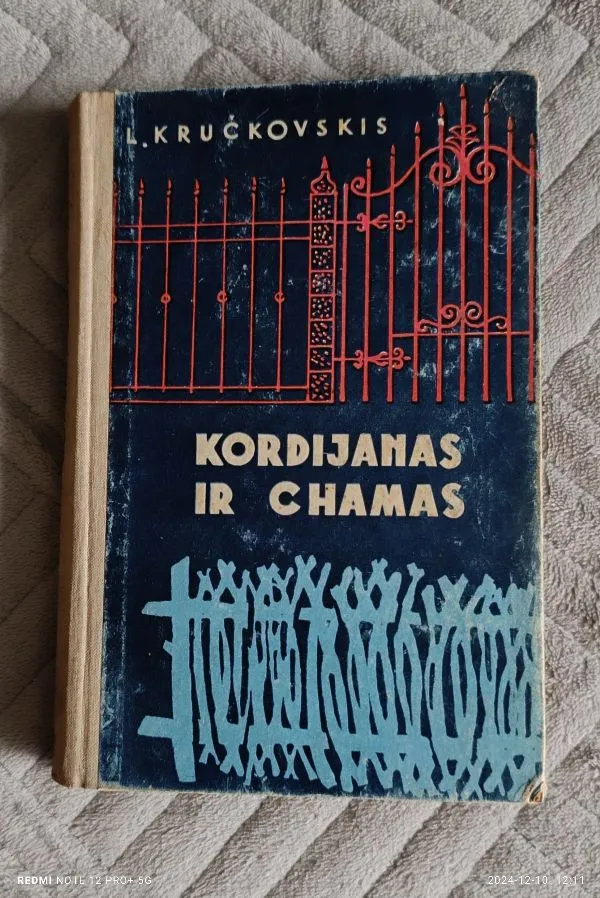 L. KRUČKOVSKIS
KORDIJANAS
IR CHAMAS
REDMI NOTE 12 PRO+ 5G
2024-12-10 12:11